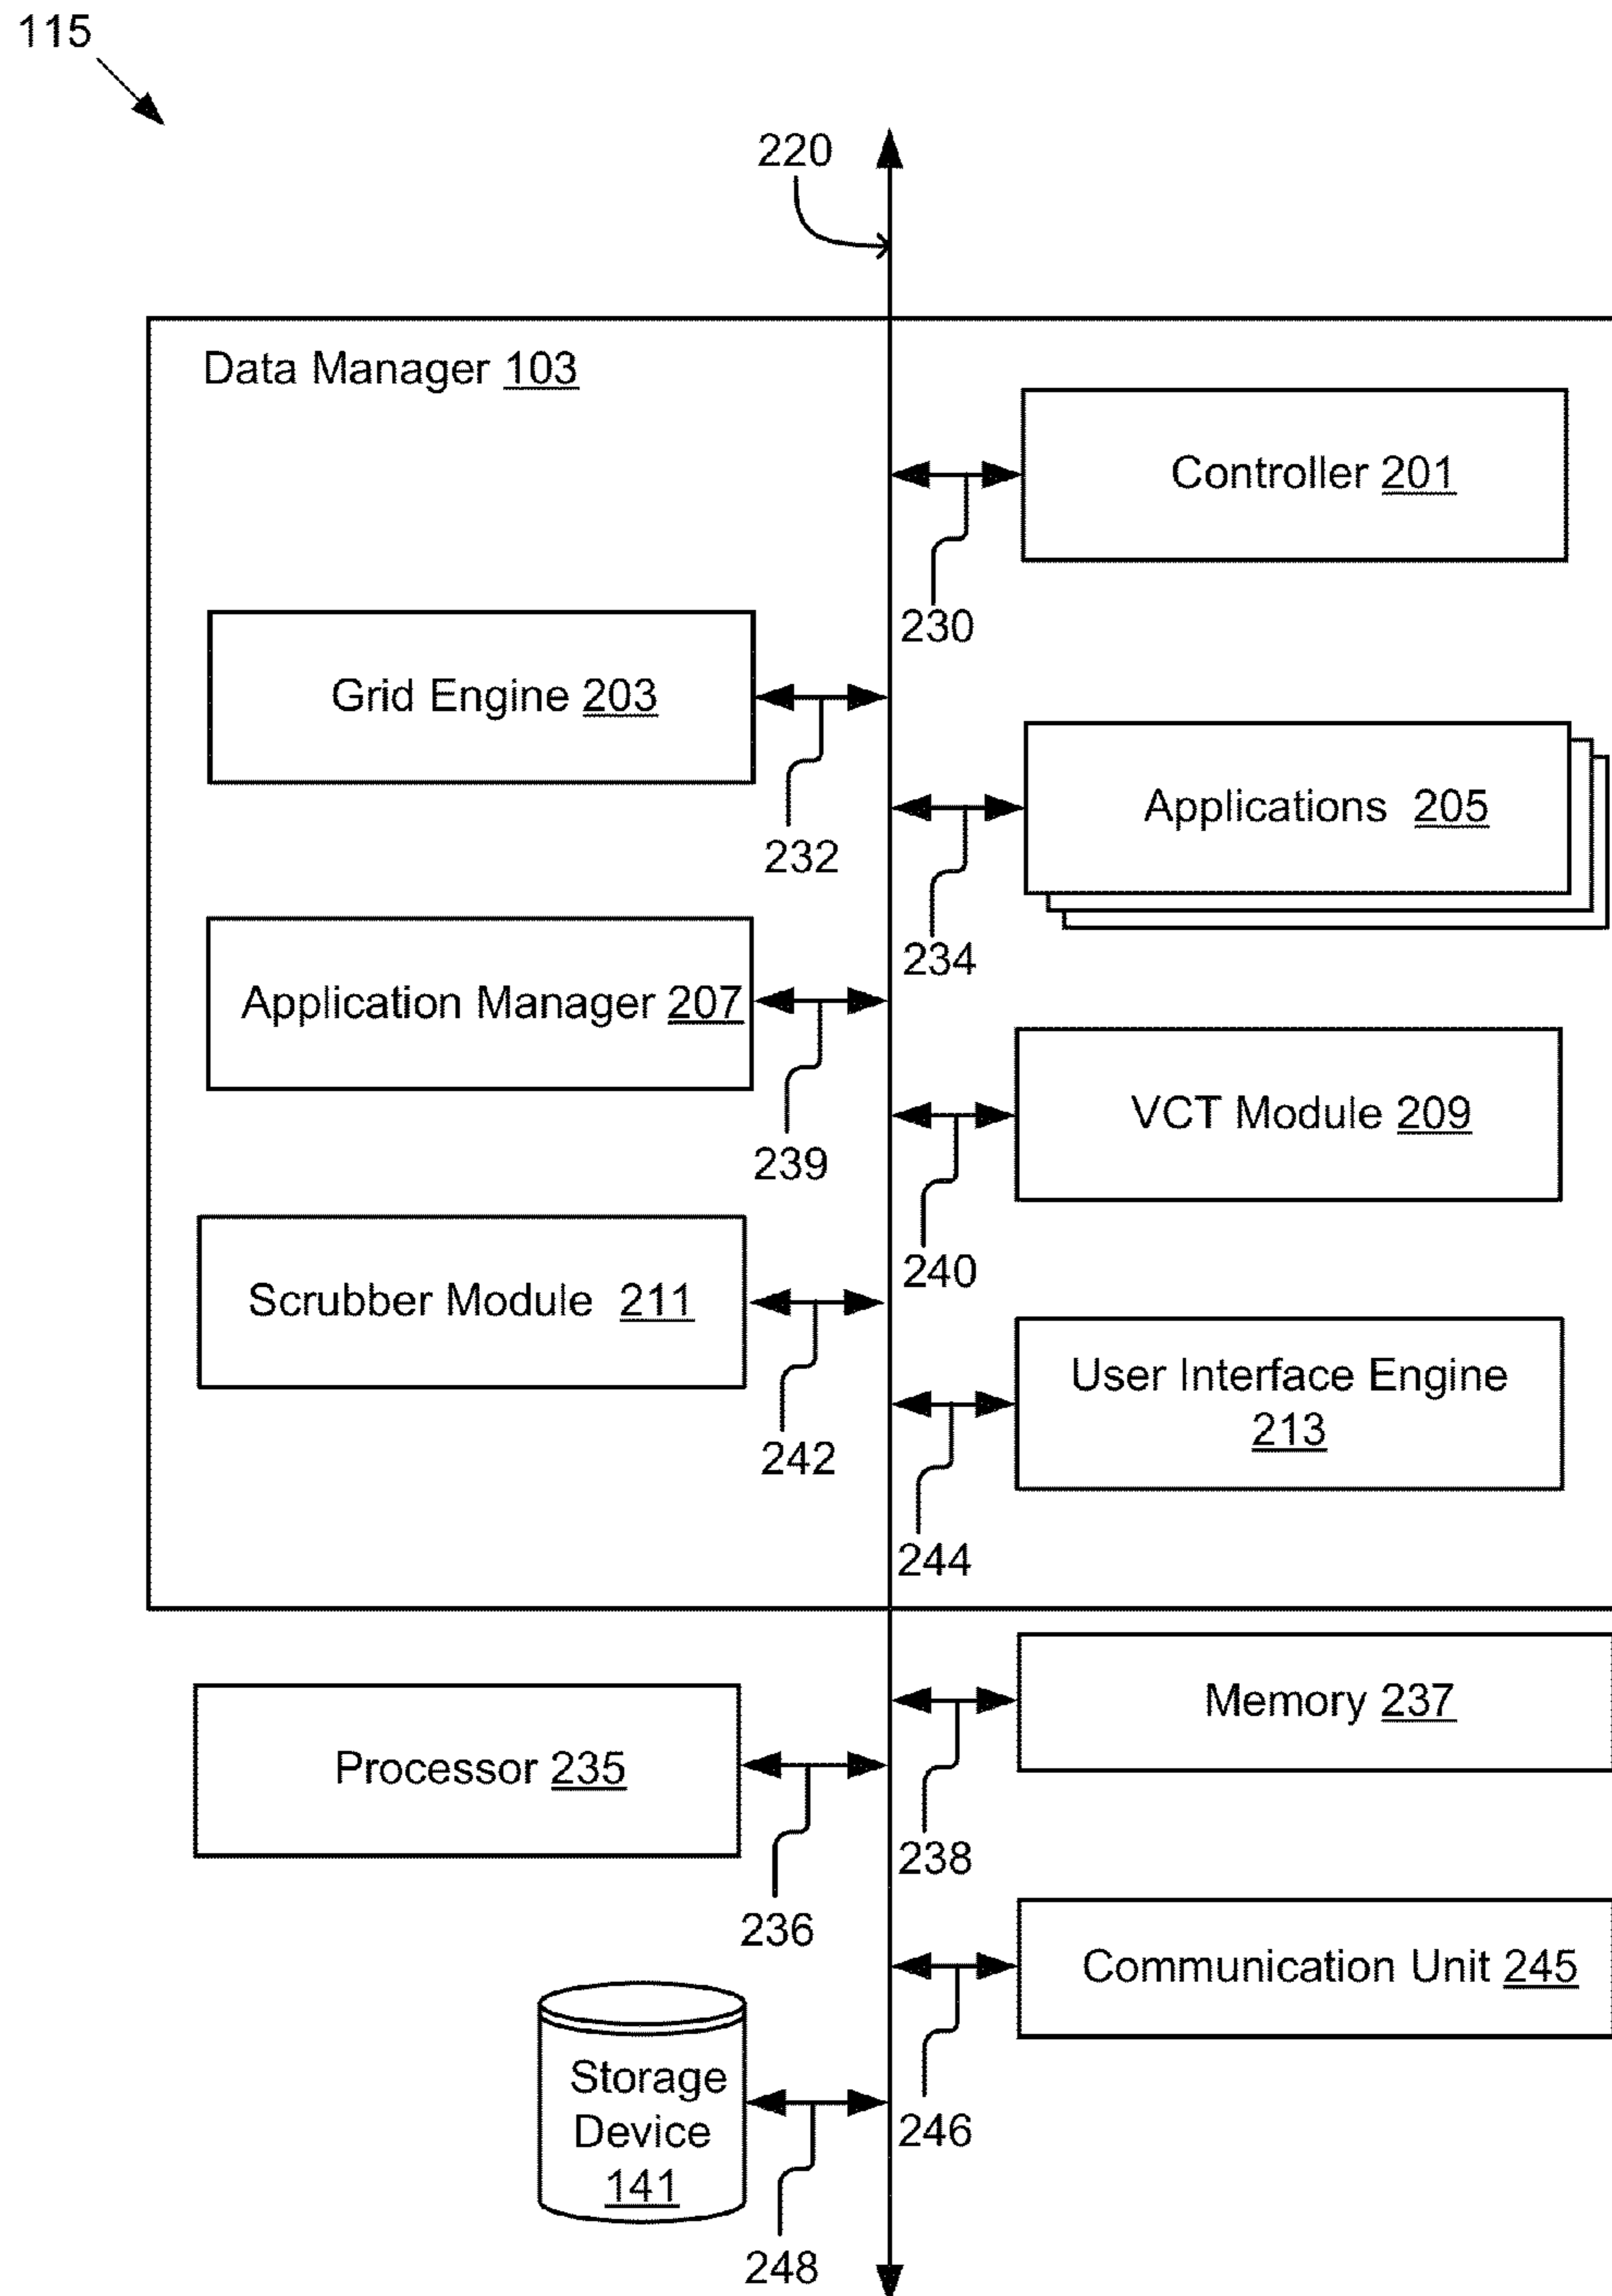 115
220
Data Manager 103
Controller 201
230
Grid Engine 203
232
Applications 205
234
Application Manager 207
239
VCT Module 209
240
Scrubber Module 211
242
User Interface Engine
213
244
Memory 237
238
Processor 235
236
Communication Unit 245
246
Storage
Device
141
248